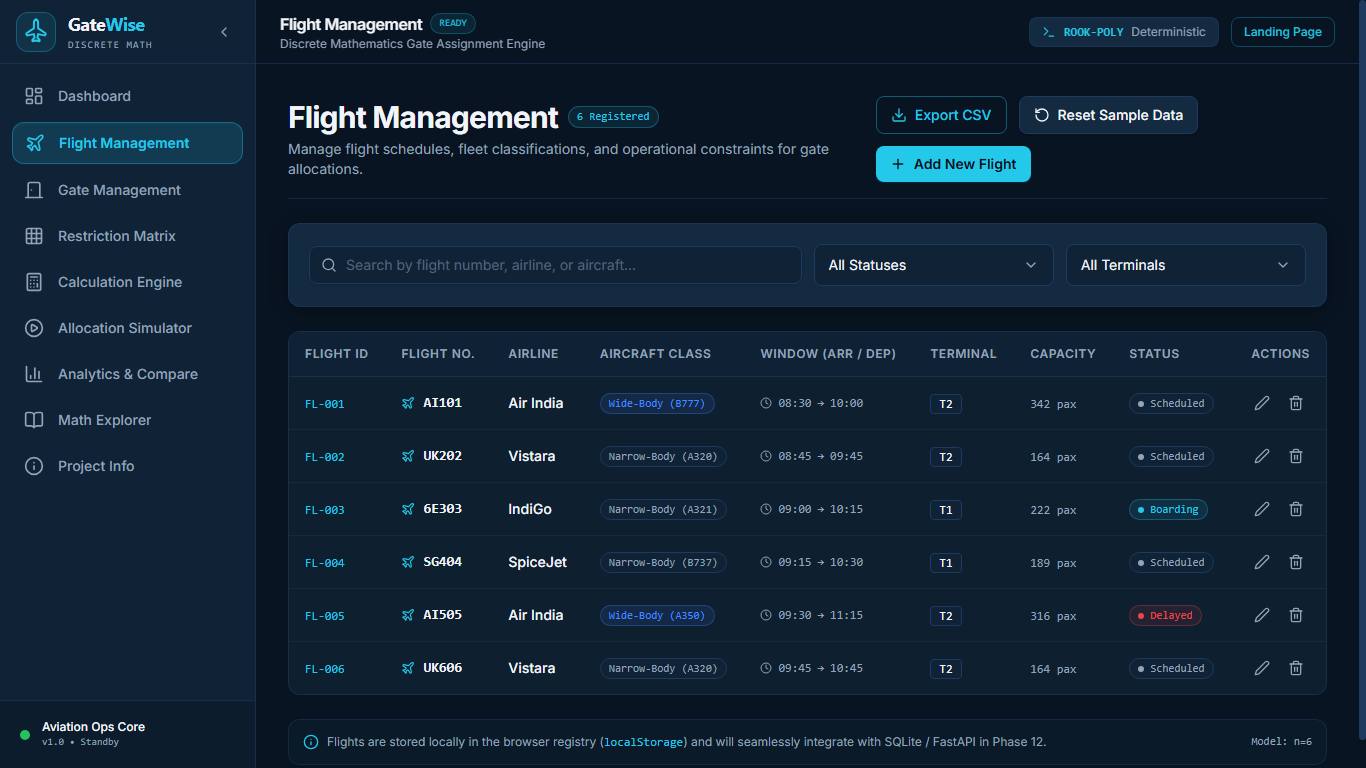 GateWise
DISCRETE MATH
Dashboard
Flight Management
Gate Management
Restriction Matrix
Calculation Engine
Allocation Simulator
Analytics & Compare
Math Explorer
Project Info
Aviation Ops Core
v1.0 • Standby
Flight Management READY
Discrete Mathematics Gate Assignment Engine
ROOK-POLY Deterministic
Landing Page
Flight Management 6 Registered
Manage flight schedules, fleet classifications, and operational constraints for gate
allocations.
Export CSV Reset Sample Data
+ Add New Flight
Search by flight number, airline, or aircraft... All Statuses All Terminals
FLIGHT ID FLIGHT NO. AIRLINE AIRCRAFT CLASS WINDOW (ARR / DEP) TERMINAL CAPACITY STATUS ACTIONS
FL-001 AI101 Air India Wide-Body (B777) 08:30 → 10:00 T2 342 pax Scheduled
FL-002 UK202 Vistara Narrow-Body (A320) 08:45 → 09:45 T2 164 pax Scheduled
FL-003 6E303 IndiGo Narrow-Body (A321) 09:00 → 10:15 T1 222 pax Boarding
FL-004 SG404 SpiceJet Narrow-Body (B737) 09:15 → 10:30 T1 189 pax Scheduled
FL-005 AI505 Air India Wide-Body (A350) 09:30 → 11:15 T2 316 pax Delayed
FL-006 UK606 Vistara Narrow-Body (A320) 09:45 → 10:45 T2 164 pax Scheduled
Flights are stored locally in the browser registry (localStorage) and will seamlessly integrate with SQLite / FastAPI in Phase 12. Model: n=6